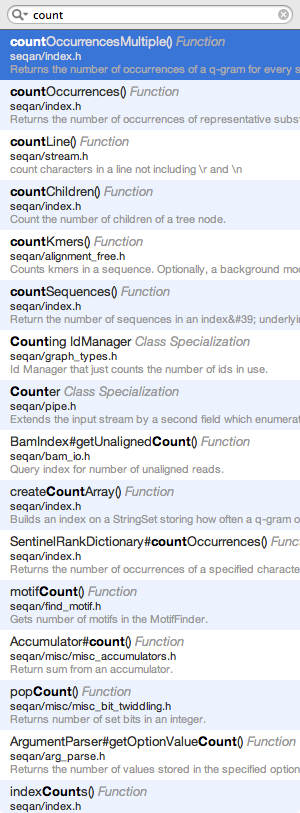 count
countOccurrencesMultiple() Function
seqan/index.h
Returns the number of occurrences of a q-gram for every s
countOccurrences() Function
seqan/index.h
Returns the number of occurrences of representative subst
countLine() Function
seqan/stream.h
count characters in a line not including \r and \n
countChildren() Function
seqan/index.h
Count the number of children of a tree node.
countKmers() Function
seqan/alignment_free.h
Counts kmers in a sequence. Optionally, a background mod
countSequences() Function
seqan/index.h
Return the number of sequences in an index&#39; underlyin
Counting IdManager Class Specialization
seqan/graph_types.h
Id Manager that just counts the number of ids in use.
Counter Class Specialization
seqan/pipe.h
Extends the input stream by a second field which enumerat
BamIndex#getUnalignedCount() Function
seqan/bam_io.h
Query index for number of unaligned reads.
createCountArray() Function
seqan/index.h
Builds an index on a StringSet storing how often a q-gram o
SentinelRankDictionary#countOccurrences() Func
seqan/index.h
Returns the number of occurrences of a specified characte
motifCount() Function
seqan/find_motif.h
Gets number of motifs in the MotifFinder.
Accumulator#count() Function
seqan/misc/misc_accumulators.h
Return sum from an accumulator.
popCount() Function
seqan/misc/misc_bit_twiddling.h
Returns number of set bits in an integer.
ArgumentParser#getOptionValueCount() Function
seqan/arg_parse.h
Returns the number of values stored in the specified option
indexCounts() Function
seqan/index.h